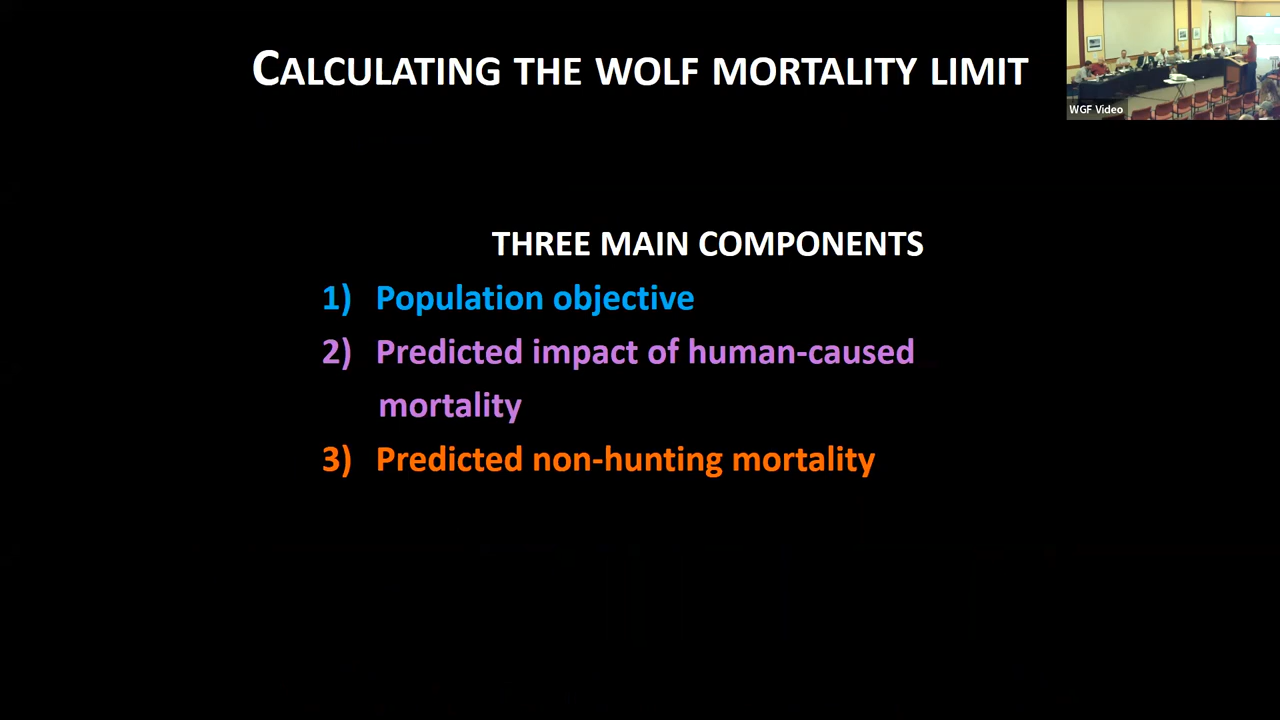 CALCULATING THE WOLF MORTALITY LIMIT
WGF Video
THREE MAIN COMPONENTS
1) Population objective
2) Predicted impact of human-caused
mortality
3) Predicted non-hunting mortality